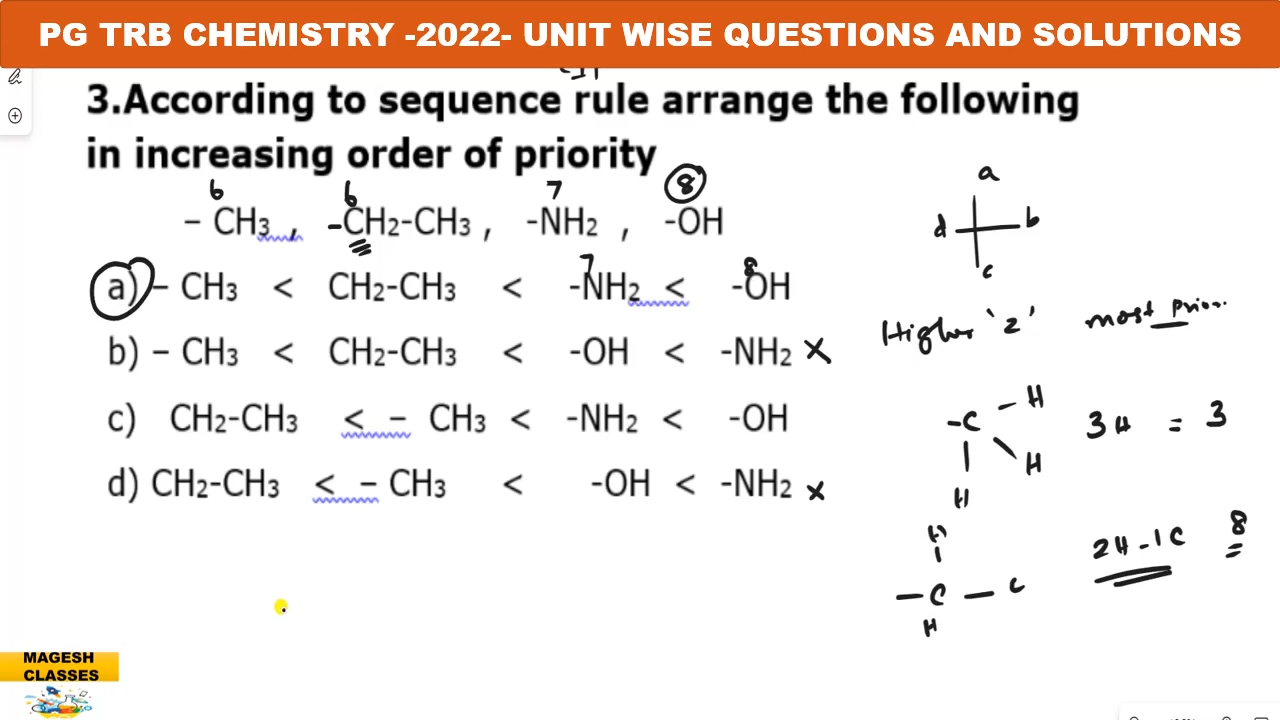 PG TRB CHEMISTRY -2022- UNIT WISE QUESTIONS AND SOLUTIONS
3.According to sequence rule arrange the following
in increasing order of priority
6 6 7 8
– CH3 , -CH2-CH3 , -NH2 , -OH
7 8
a) – CH3 < CH2-CH3 < -NH2 < -OH
b) – CH3 < CH2-CH3 < -OH < -NH2 x
c) CH2-CH3 < – CH3 < -NH2 < -OH
d) CH2-CH3 < – CH3 < -OH < -NH2 x
a
d b
c
Higher 'z' most
-C H
H
H
3H = 3
H
-C - C
H
2H-1C 8
MAGESH
CLASSES